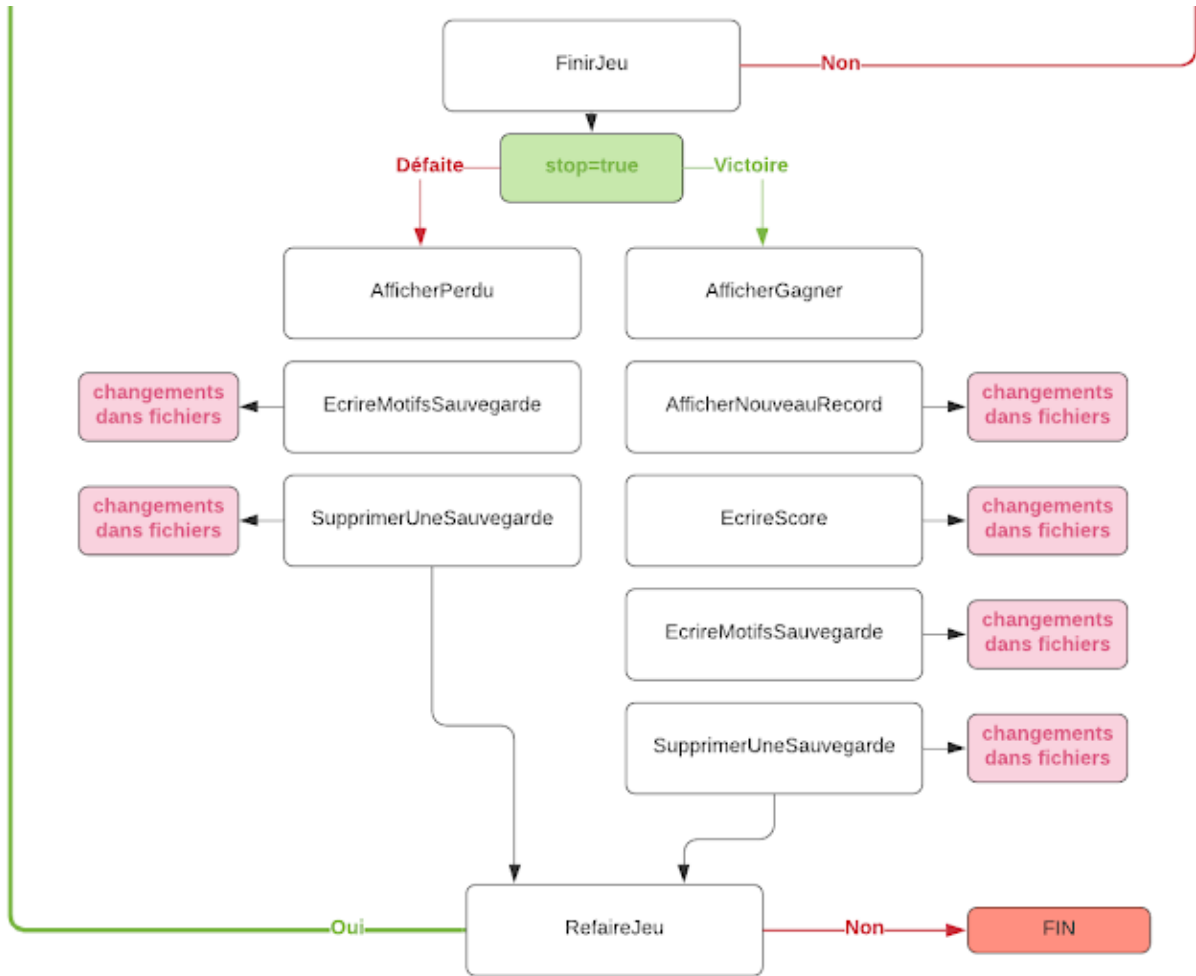 FinirJeu
Non
Défaite
stop=true
Victoire
AfficherPerdu
AfficherGagner
changements
dans fichiers
EcrireMotifsSauvegarde
AfficherNouveauRecord
changements
dans fichiers
changements
dans fichiers
SupprimerUneSauvegarde
EcrireScore
changements
dans fichiers
EcrireMotifsSauvegarde
changements
dans fichiers
SupprimerUneSauvegarde
changements
dans fichiers
Oui
RefaireJeu
Non
FIN